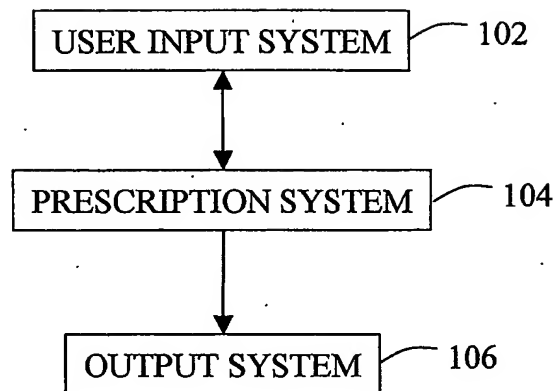 USER INPUT SYSTEM 102
PRESCRIPTION SYSTEM 104
OUTPUT SYSTEM 106